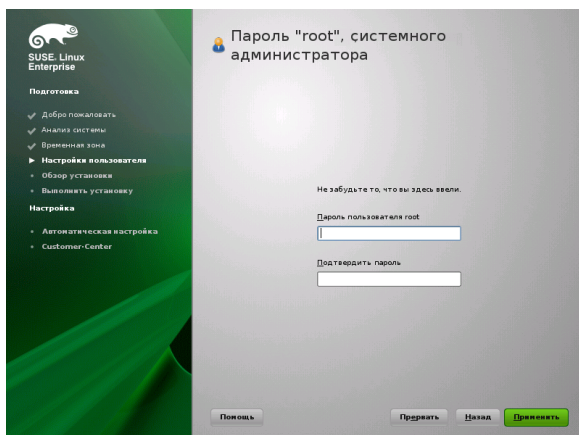 SUSE. Linux
Enterprise
Подготовка
Добро пожаловать
Анализ системы
Временная зона
Настройки пользователя
Обзор установки
Выполнить установку
Настройка
Автоматическая настройка
Customer-Center
Пароль "root", системного
администратора
Не забудьте то, что вы здесь ввели.
Пароль пользователя root
Подтвердить пароль
Помощь
Прервать
Назад
Применить